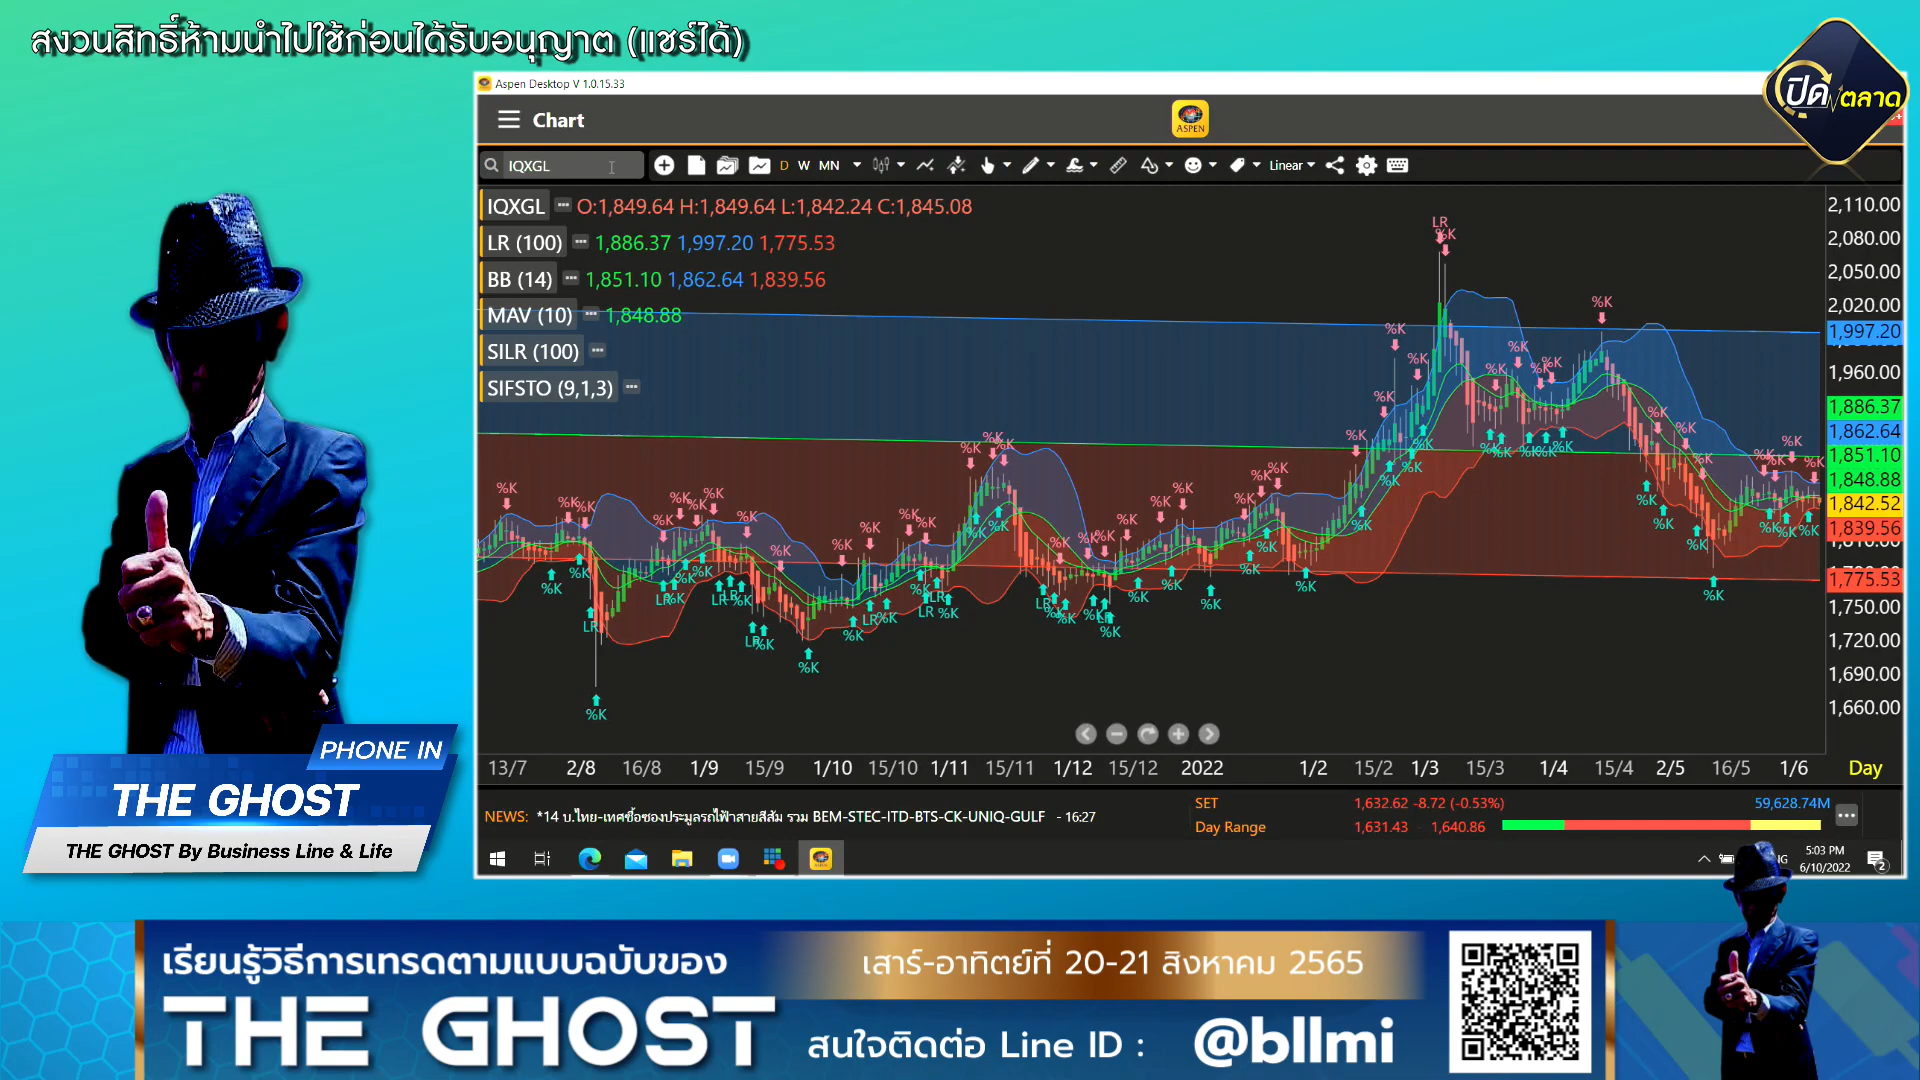 สงวนสิทธิ์ห้ามนำไปใช้ก่อนได้รับอนุญาต (แชร์ได้)
ปิดตลาด
Aspen Desktop V 1.0.15.33
Chart
ASPEN
IQXGL
D W MN
Linear
IQXGL O:1,849.64 H:1,849.64 L:1,842.24 C:1,845.08
LR (100) 1,886.37 1,997.20 1,775.53
BB (14) 1,851.10 1,862.64 1,839.56
MAV (10) 1,848.88
SILR (100)
SIFSTO (9,1,3)
2,110.00
2,080.00
2,050.00
2,020.00
1,997.20
1,960.00
1,886.37
1,862.64
1,851.10
1,848.88
1,842.52
1,839.56
1,775.53
1,750.00
1,720.00
1,690.00
1,660.00
13/7 2/8 16/8 1/9 15/9 1/10 15/10 1/11 15/11 1/12 15/12 2022 1/2 15/2 1/3 15/3 1/4 15/4 2/5 16/5 1/6 Day
NEWS: *14 บ.ไทย-เทศซื้อซองประมูลรถไฟฟ้าสายสีส้ม รวม BEM-STEC-ITD-BTS-CK-UNIQ-GULF - 16:27
SET 1,632.62 -8.72 (-0.53%) 59,628.74M
Day Range 1,631.43 - 1,640.86
5:03 PM
6/10/2022
2
PHONE IN
THE GHOST
THE GHOST By Business Line & Life
เรียนรู้วิธีการเทรดตามแบบฉบับของ
THE GHOST
เสาร์-อาทิตย์ที่ 20-21 สิงหาคม 2565
สนใจติดต่อ Line ID : @bllmi